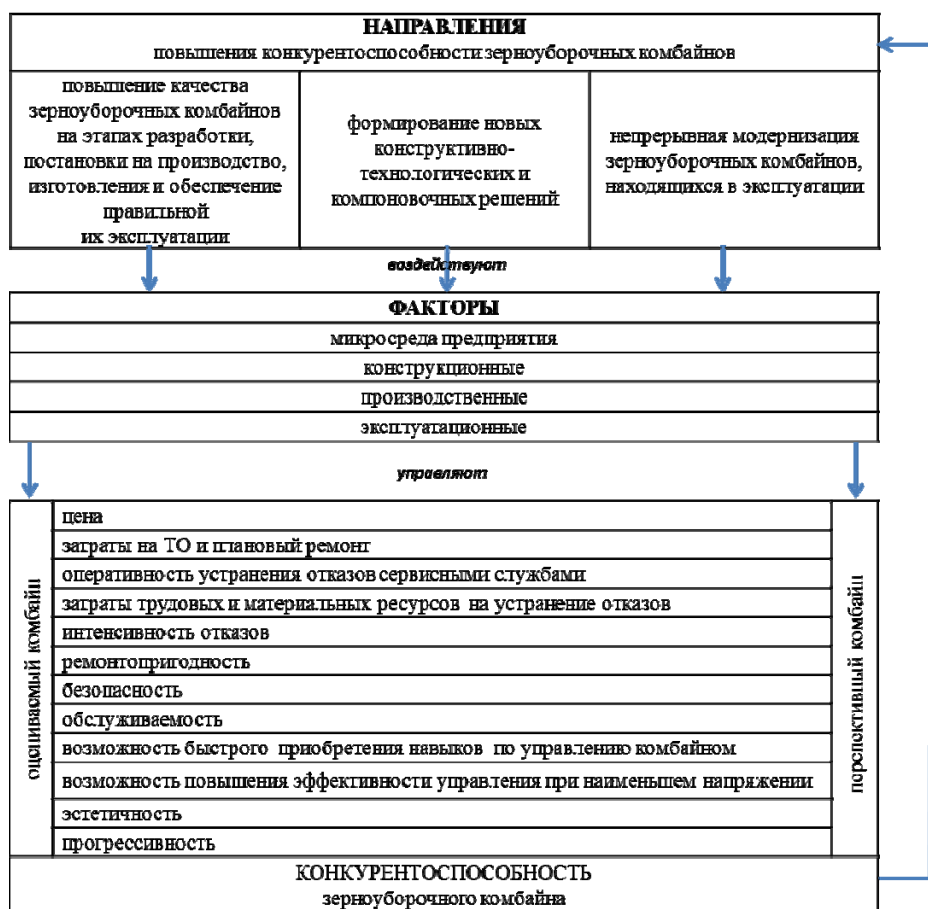 НАПРАВЛЕНИЯ
повышения конкурентоспособности зерноуборочных комбайнов
повышение качества
зерноуборочных комбайнов
на этапах разработки,
постановки на производство,
изготовления и обеспечение
правильной
их эксплуатации
формирование новых
конструктивно-
технологических и
компоновочных решений
непрерывная модернизация
зерноуборочных комбайнов,
находящихся в эксплуатации
воздействуют
ФАКТОРЫ
микросреда предприятия
конструкционные
производственные
эксплуатационные
управляют
оцениваемый комбайн
цена
затраты на ТО и плановый ремонт
оперативность устранения отказов сервисными службами
затраты трудовых и материальных ресурсов на устранение отказов
интенсивность отказов
ремонтопригодность
безопасность
обслуживаемость
возможность быстрого приобретения навыков по управлению комбайном
возможность повышения эффективности управления при наименьшем напряжении
эстетичность
прогрессивность
перспективный комбайн
КОНКУРЕНТОСПОСОБНОСТЬ
зерноуборочного комбайна